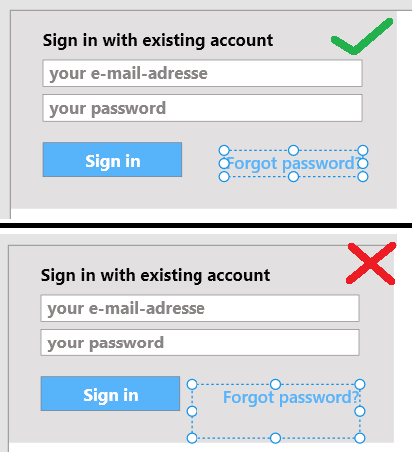 Sign in with existing account
your e-mail-adresse
your password
Sign in
Forgot password?
Sign in with existing account
your e-mail-adresse
your password
Sign in
Forgot password?